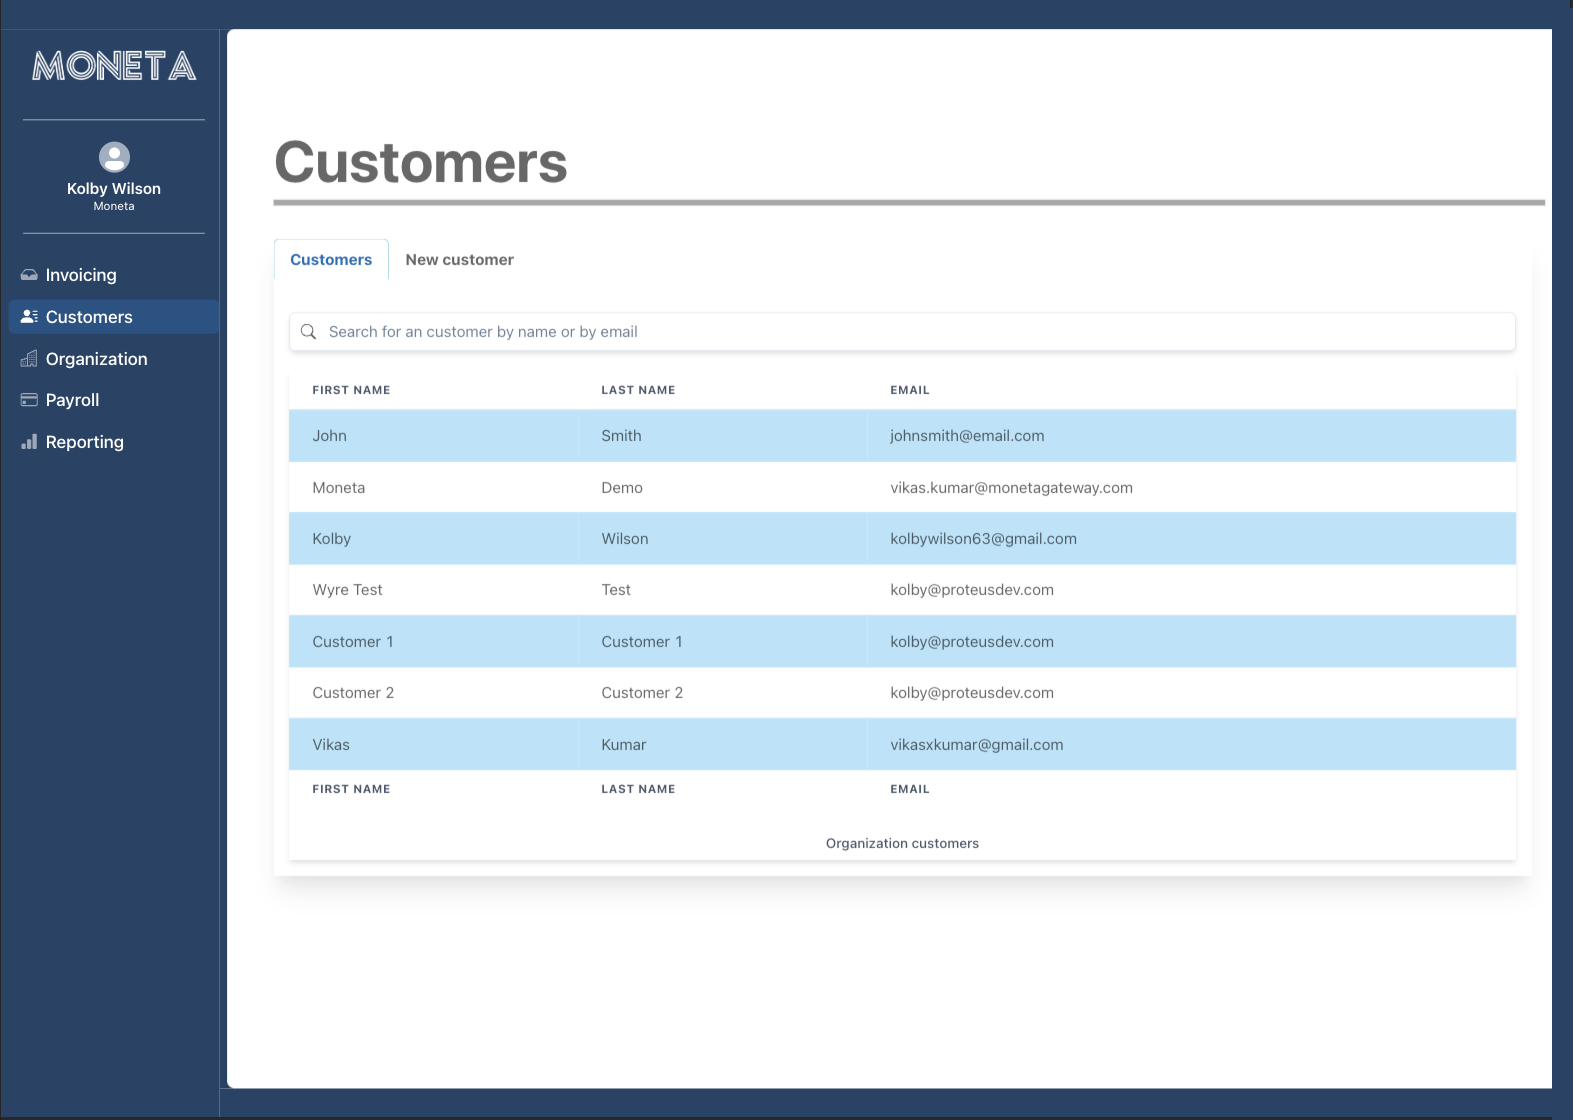 MONETA
Kolby Wilson
Moneta
Invoicing
Customers
Organization
Payroll
Reporting
Customers
Customers New customer
Search for an customer by name or by email
FIRST NAME LAST NAME EMAIL
John Smith johnsmith@email.com
Moneta Demo vikas.kumar@monetagateway.com
Kolby Wilson kolbywilson63@gmail.com
Wyre Test Test kolby@proteusdev.com
Customer 1 Customer 1 kolby@proteusdev.com
Customer 2 Customer 2 kolby@proteusdev.com
Vikas Kumar vikasxkumar@gmail.com
FIRST NAME LAST NAME EMAIL
Organization customers